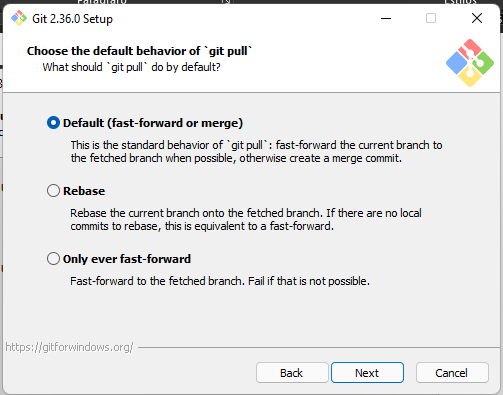 Git 2.36.0 Setup
Choose the default behavior of `git pull`
What should `git pull` do by default?
Default (fast-forward or merge)
This is the standard behavior of `git pull`: fast-forward the current branch to
the fetched branch when possible, otherwise create a merge commit.
Rebase
Rebase the current branch onto the fetched branch. If there are no local
commits to rebase, this is equivalent to a fast-forward.
Only ever fast-forward
Fast-forward to the fetched branch. Fail if that is not possible.
https://gitforwindows.org/
Back
Next
Cancel